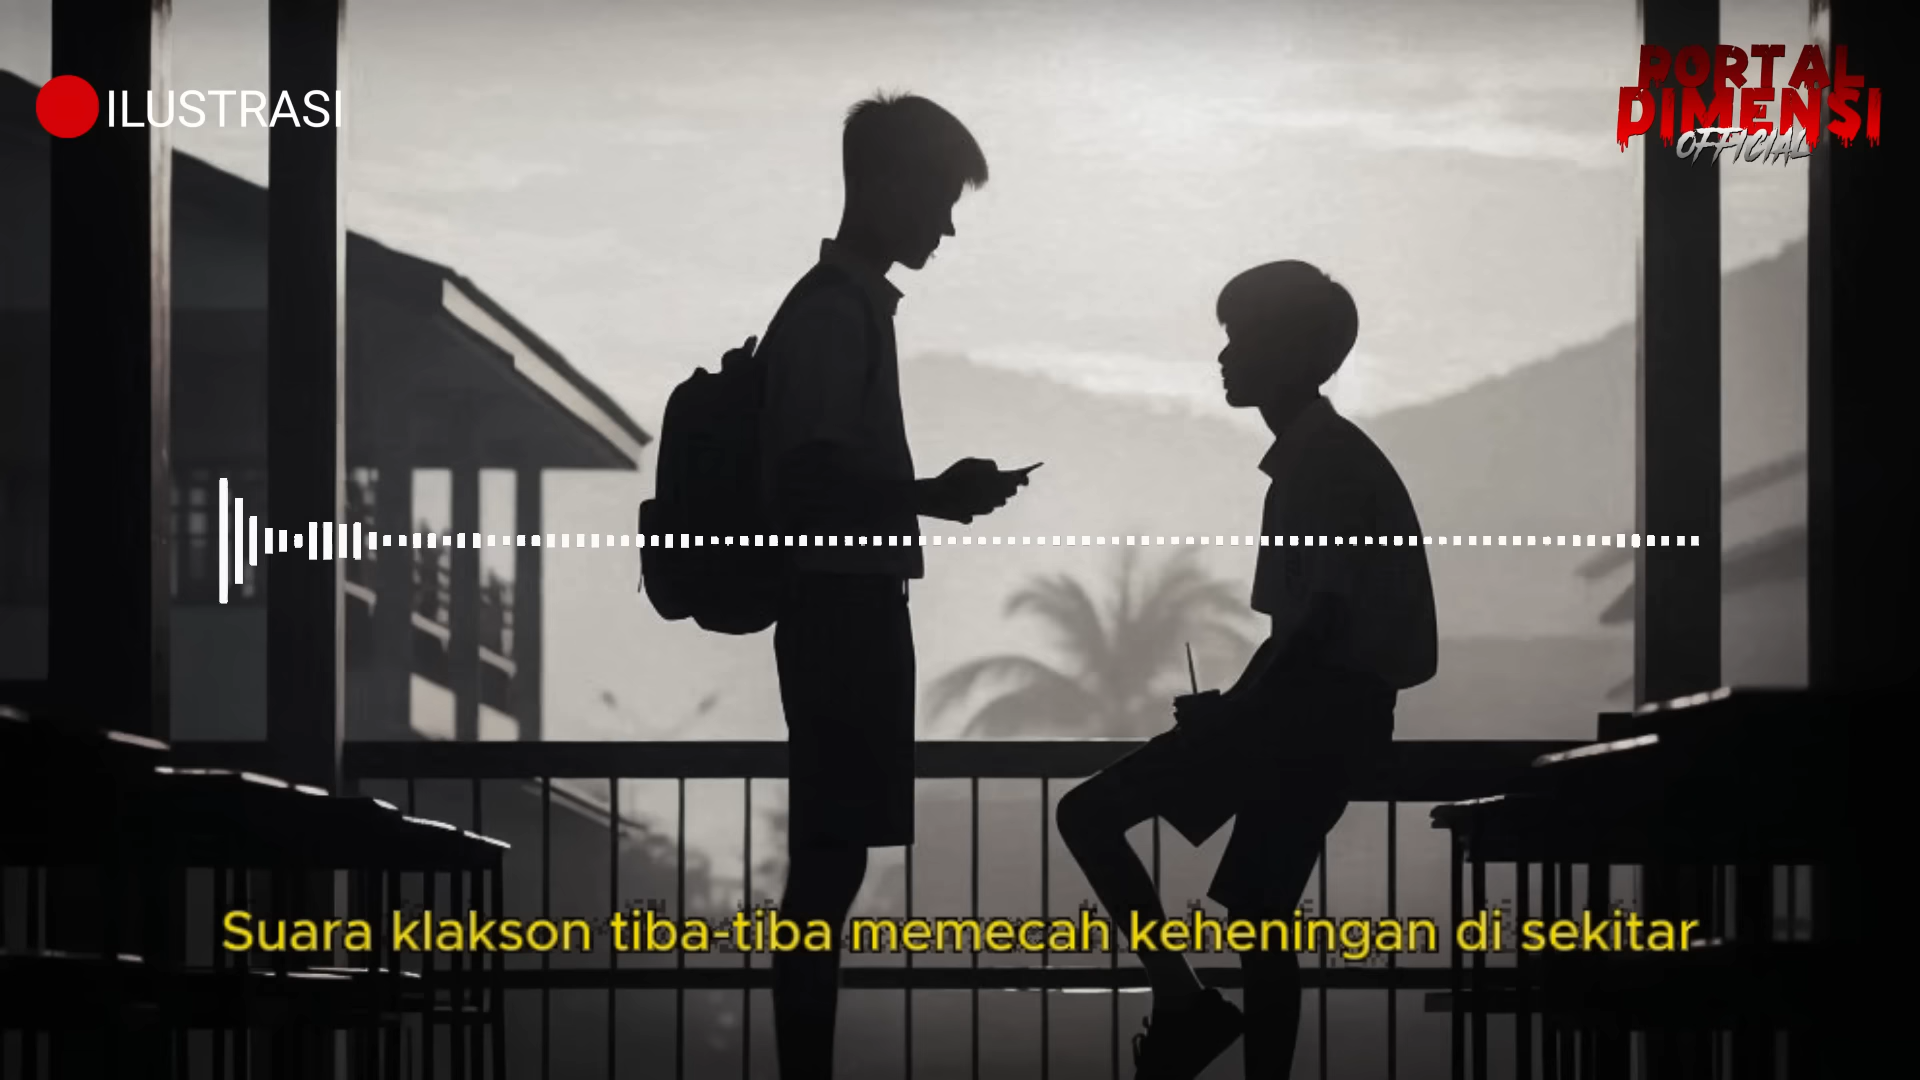 ILUSTRASI
PORTAL
DIMENSI
OFFICIAL
Suara klakson tiba-tiba memecah keheningan di sekitar